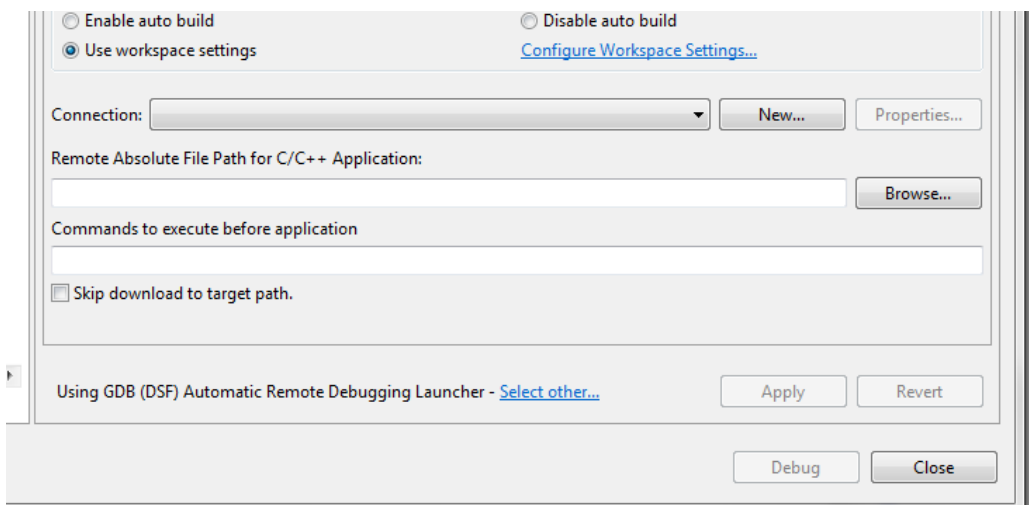 Enable auto build Disable auto build
Use workspace settings Configure Workspace Settings...
Connection: New... Properties...
Remote Absolute File Path for C/C++ Application:
Browse...
Commands to execute before application
Skip download to target path.
Using GDB (DSF) Automatic Remote Debugging Launcher - Select other... Apply Revert
Debug Close